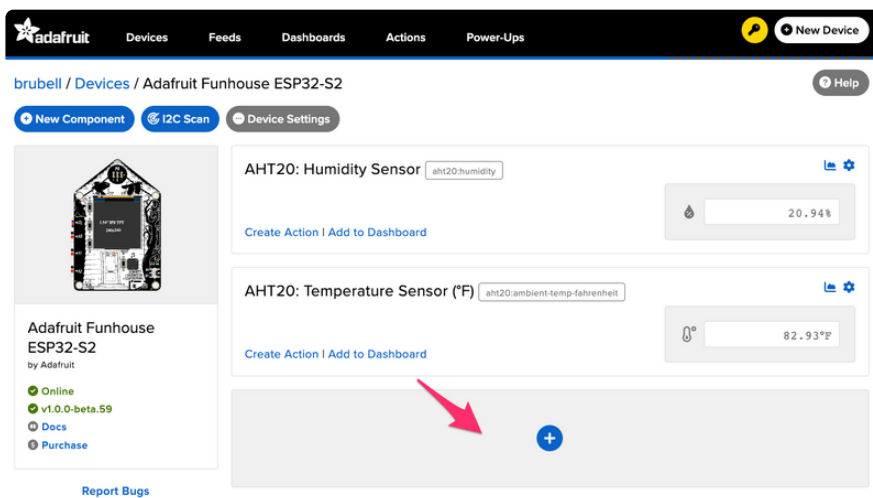 adafruit Devices Feeds Dashboards Actions Power-Ups New Device
brubell / Devices / Adafruit Funhouse ESP32-S2 Help
New Component I2C Scan Device Settings
AHT20: Humidity Sensor aht20:humidity
20.94%
Create Action | Add to Dashboard
AHT20: Temperature Sensor (°F) aht20:ambient-temp-fahrenheit
82.93°F
Create Action | Add to Dashboard
Adafruit Funhouse
ESP32-S2
by Adafruit
Online
v1.0.0-beta.59
Docs
Purchase
Report Bugs